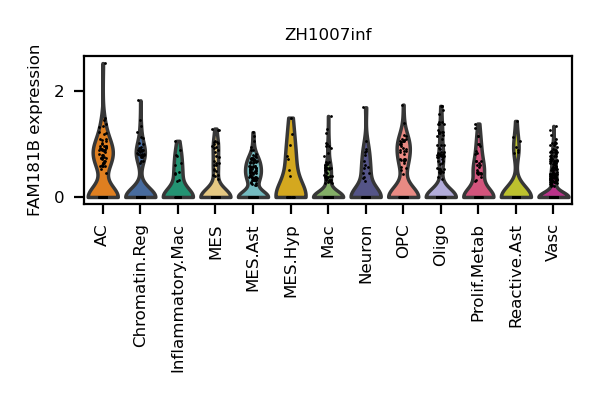 ZH1007inf
FAM181B expression
2
0
AC
Chromatin.Reg
Inflammatory.Mac
MES
MES.Ast
MES.Hyp
Mac
Neuron
OPC
Oligo
Prolif.Metab
Reactive.Ast
Vasc